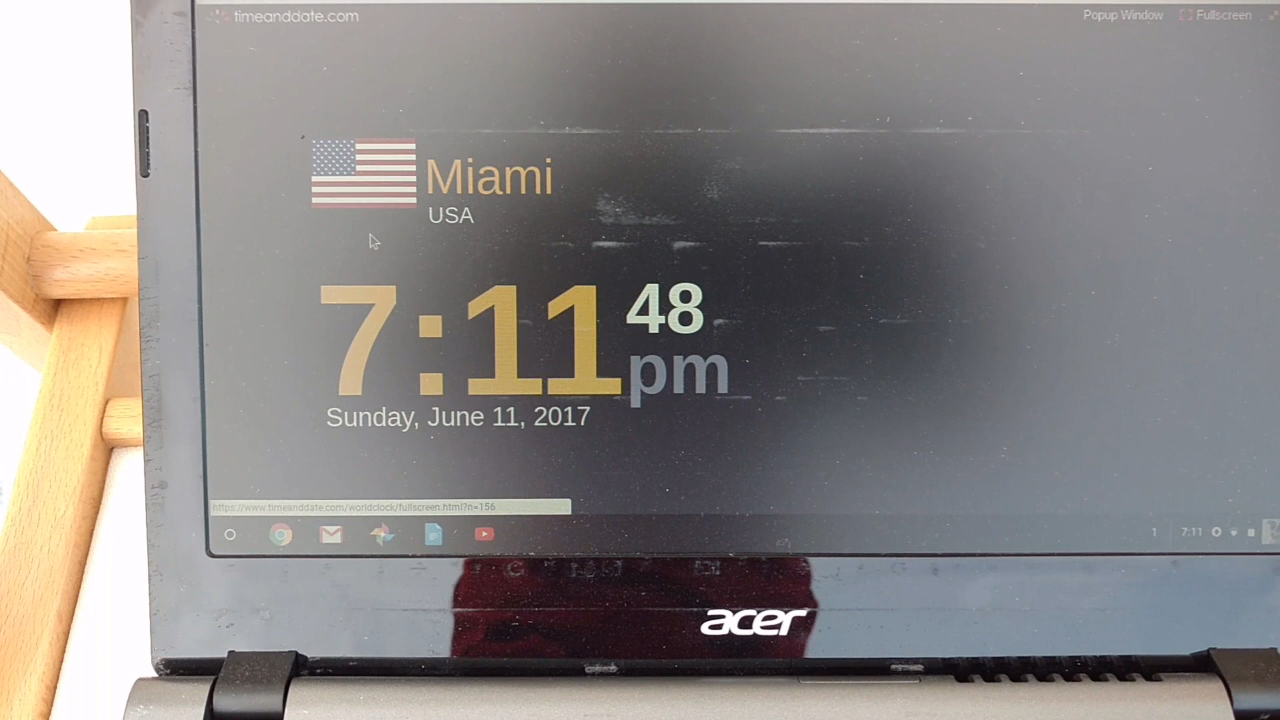 timeanddate.com
Popup Window Fullscreen
Miami
USA
7:11 48 pm
Sunday, June 11, 2017
https://www.timeanddate.com/worldclock/fullscreen.html?n=156
1 7:11
acer